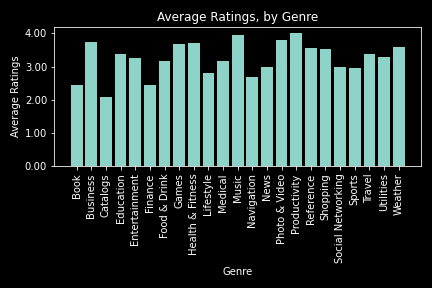 Average Ratings, by Genre
4.00
3.00
2.00
1.00
0.00
Average Ratings
Book
Business
Catalogs
Education
Entertainment
Finance
Food & Drink
Games
Health & Fitness
Lifestyle
Medical
Music
Navigation
News
Photo & Video
Productivity
Reference
Shopping
Social Networking
Sports
Travel
Utilities
Weather
Genre